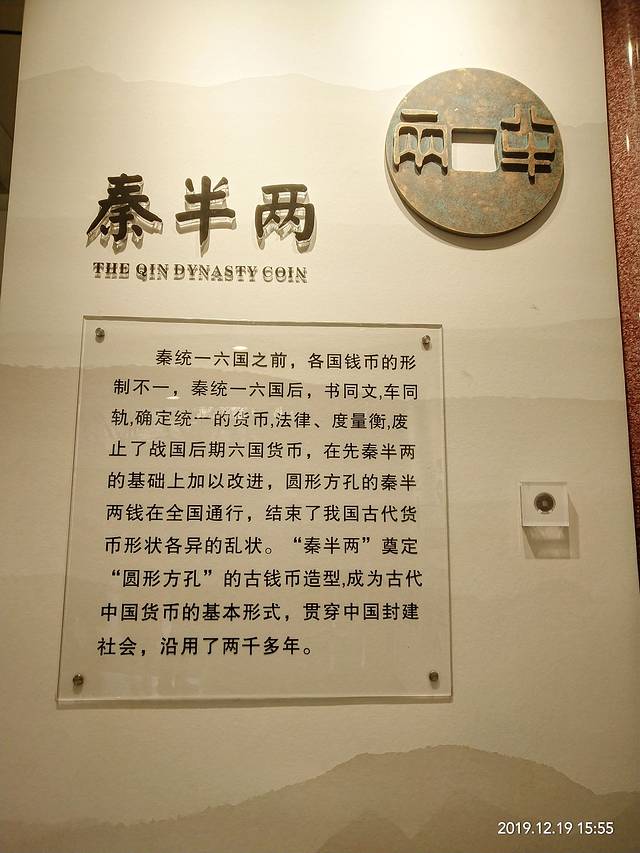 兩半
秦半两
THE QIN DYNASTY COIN
秦统一六国之前，各国钱币的形
制不一，秦统一六国后，书同文,车同
轨,确定统一的货币,法律、度量衡,废
止了战国后期六国货币，在先秦半两
的基础上加以改进，圆形方孔的秦半
两钱在全国通行，结束了我国古代货
币形状各异的乱状。“秦半两”奠定
“圆形方孔”的古钱币造型,成为古代
中国货币的基本形式，贯穿中国封建
社会，沿用了两千多年。
2019.12.19 15:55